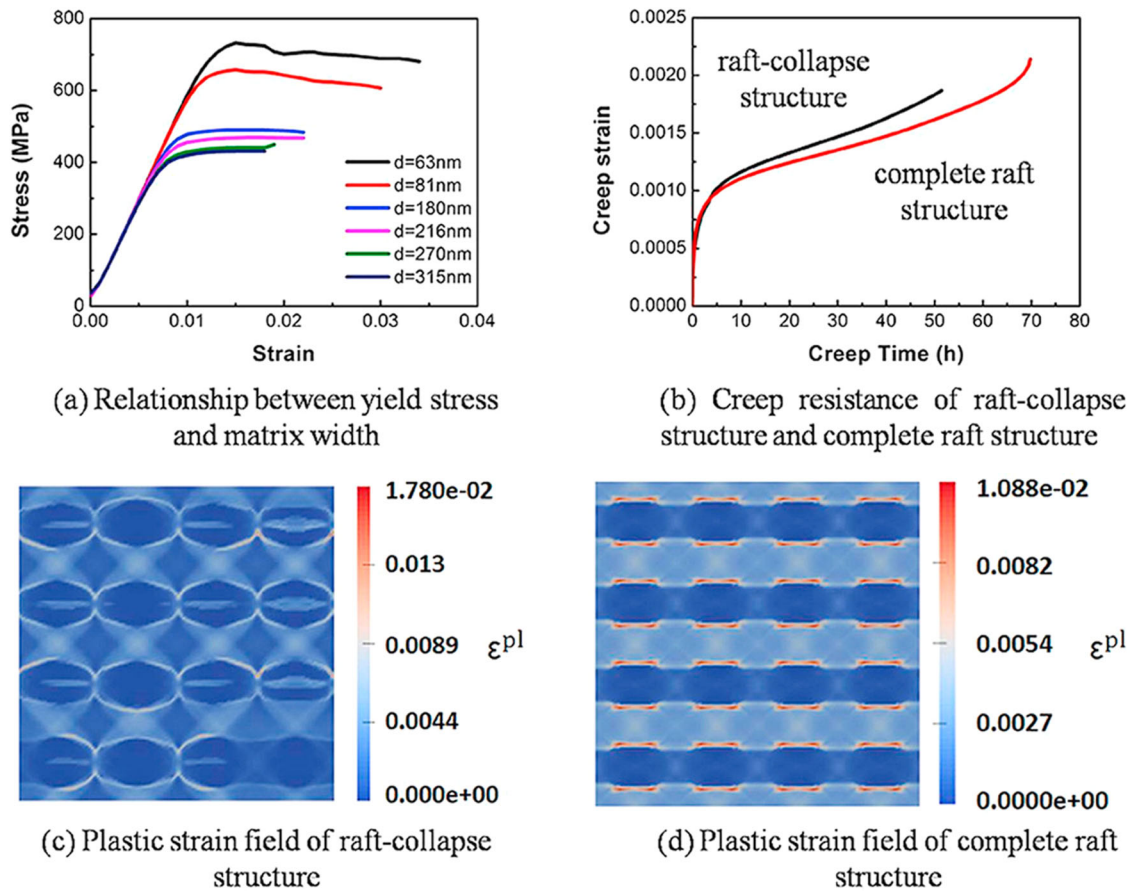 800
600
400
200
0
0.00
0.01
0.02
0.03
0.04
Stress (MPa)
Strain
d=63nm
d=81nm
d=180nm
d=216nm
d=270nm
d=315nm
(a) Relationship between yield stress
and matrix width
0.0025
0.0020
0.0015
0.0010
0.0005
0.0000
0
10
20
30
40
50
60
70
80
Creep strain
Creep Time (h)
raft-collapse
structure
complete raft
structure
(b) Creep resistance of raft-collapse
structure and complete raft structure
1.780e-02
0.013
0.0089
0.0044
0.000e+00
εpl
(c) Plastic strain field of raft-collapse
structure
1.088e-02
0.0082
0.0054
0.0027
0.0000e+00
εpl
(d) Plastic strain field of complete raft
structure